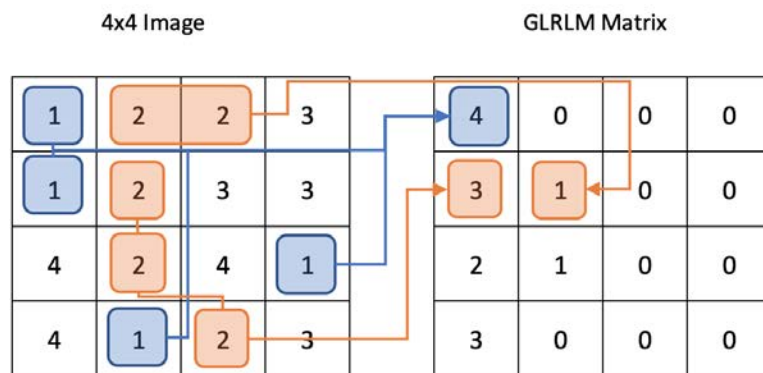 4x4 Image GLRLM Matrix
1 2 2 3 4 0 0 0
1 2 3 3 3 1 0 0
4 2 4 1 2 1 0 0
4 1 2 3 3 0 0 0